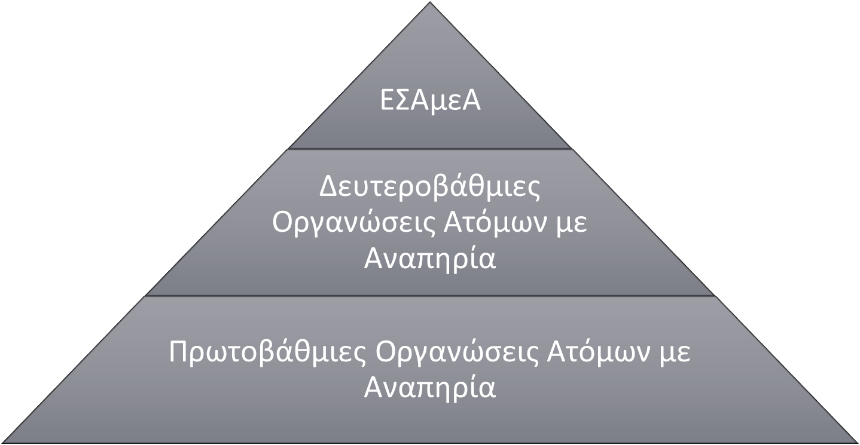 ΕΣΑμεΑ
Δευτεροβάθμιες
Οργανώσεις Ατόμων με
Αναπηρία
Πρωτοβάθμιες Οργανώσεις Ατόμων με
Αναπηρία